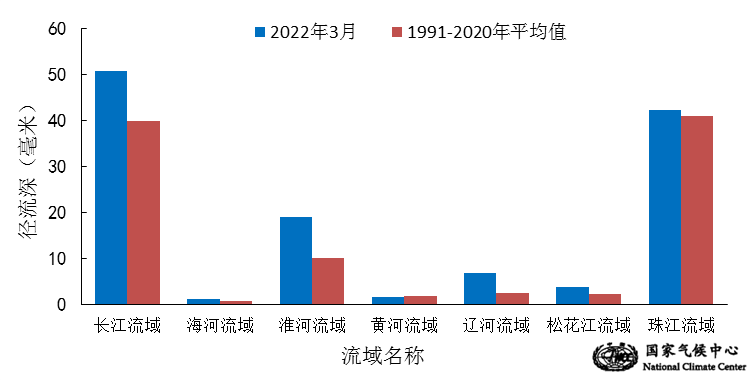 2022年3月 1991-2020年平均值
60
50
40
30
20
10
0
径流深（毫米）
长江流域 海河流域 淮河流域 黄河流域 辽河流域 松花江流域 珠江流域
流域名称
国家气候中心
National Climate Center